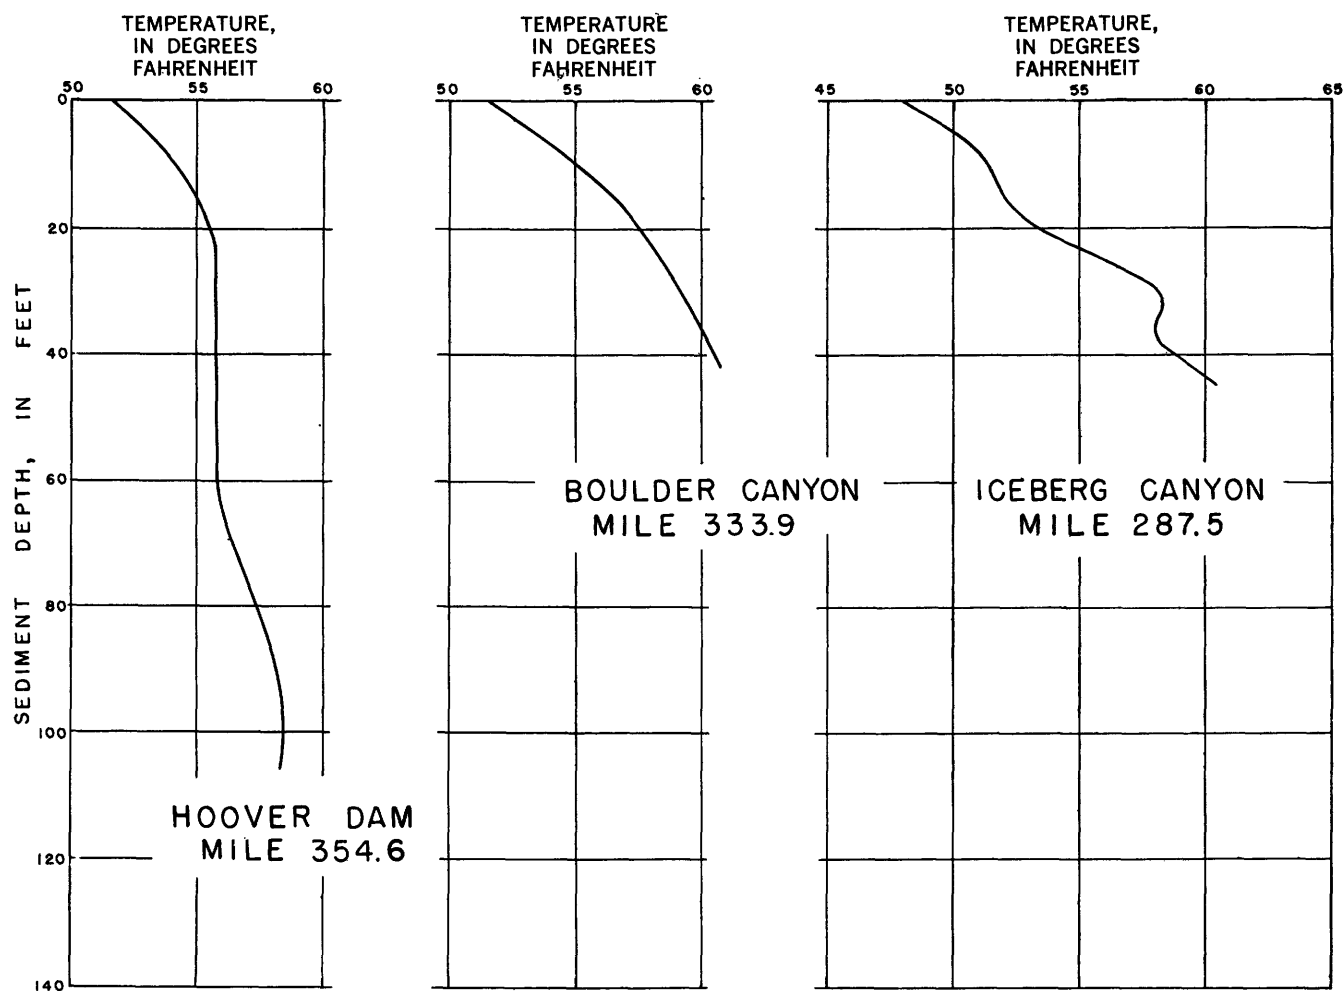 TEMPERATURE,
IN DEGREES
FAHRENHEIT
50 55 60
TEMPERATURE
IN DEGREES
FAHRENHEIT
50 55 60
TEMPERATURE,
IN DEGREES
FAHRENHEIT
45 50 55 60 65
SEDIMENT DEPTH, IN FEET
0
20
40
60
80
100
120
140
BOULDER CANYON
MILE 333.9
ICEBERG CANYON
MILE 287.5
HOOVER DAM
MILE 354.6